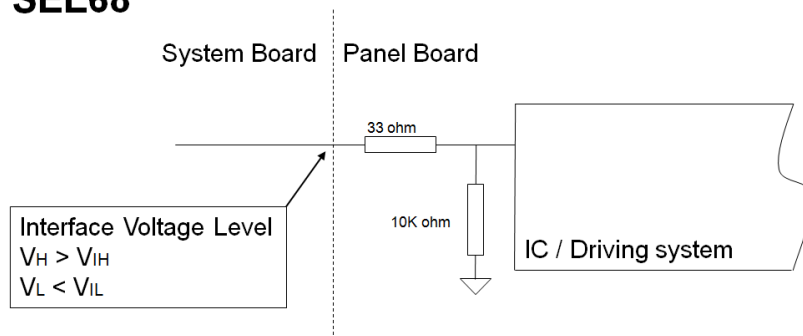 System Board
Panel Board
33 ohm
10K ohm
IC / Driving system
Interface Voltage Level
VH > VIH
VL < VIL